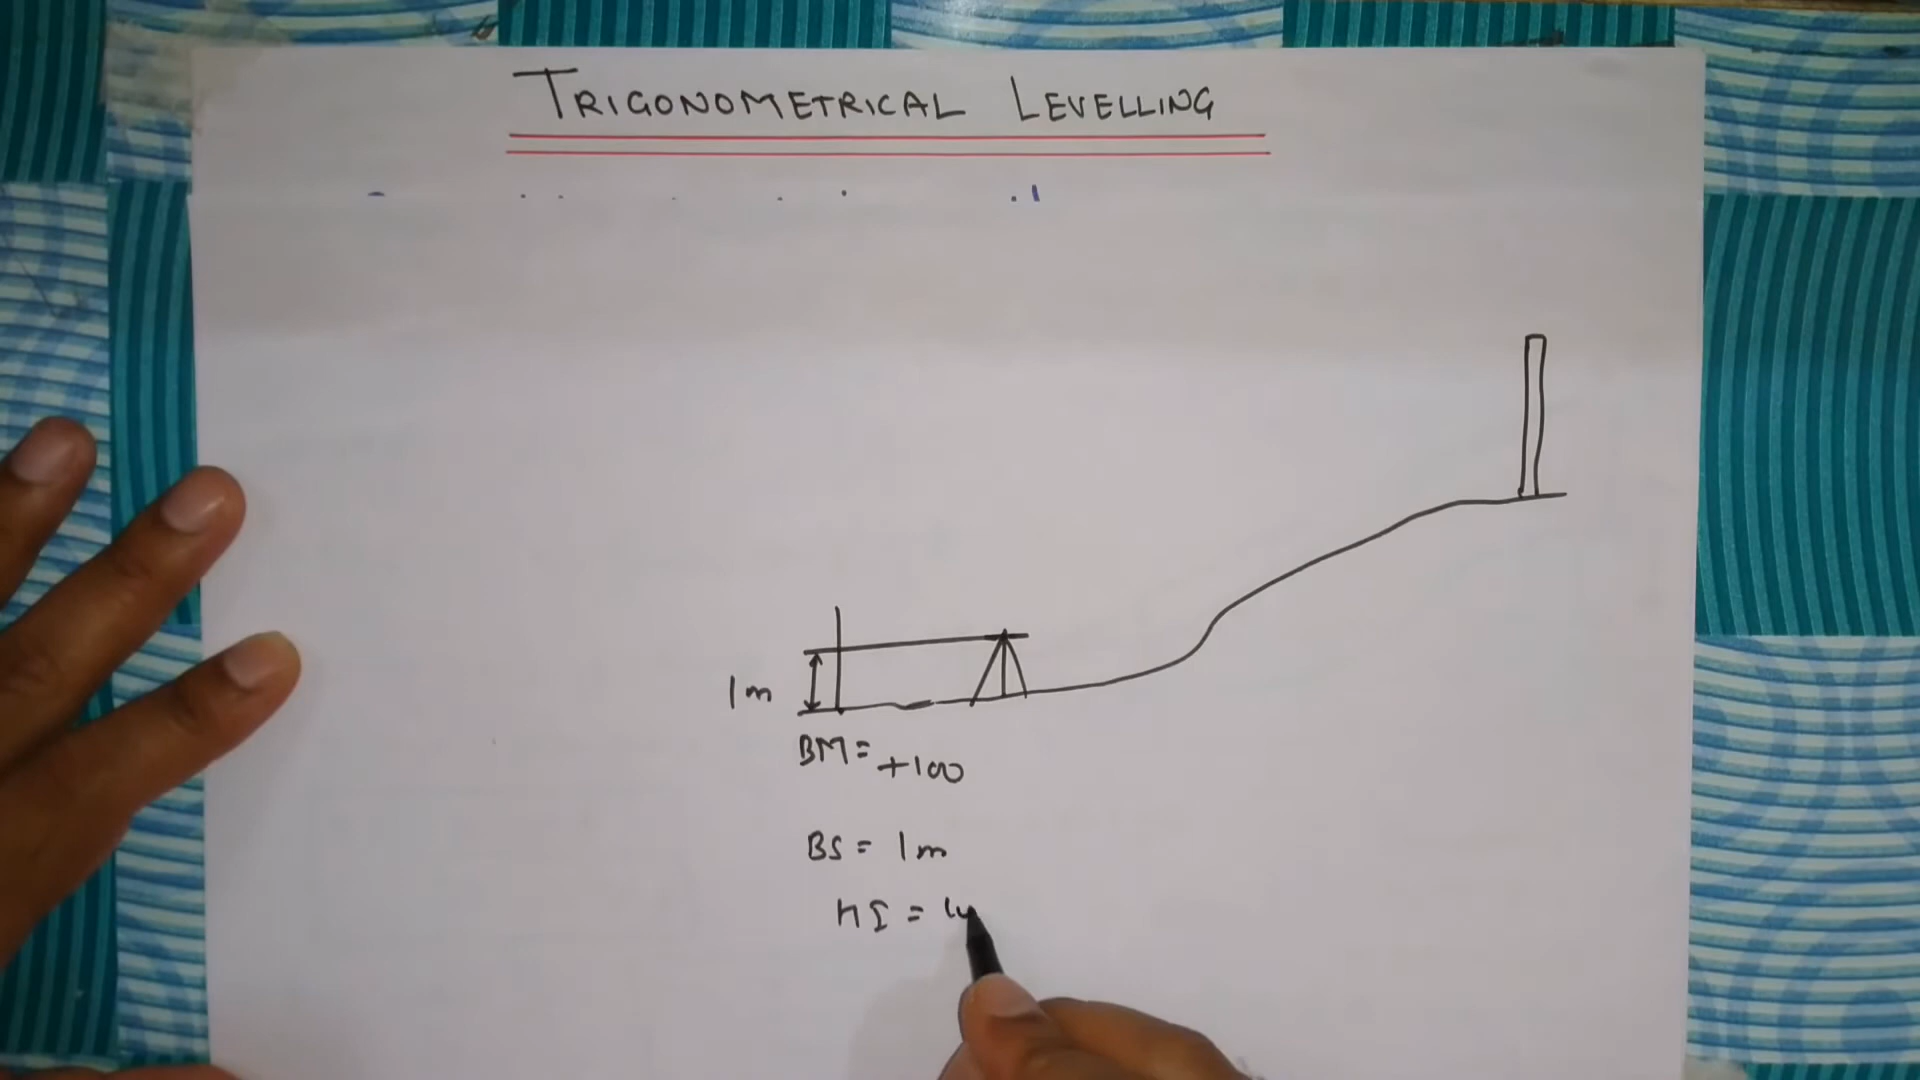 TRIGONOMETRICAL LEVELLING
1m
BM = +100
BS = 1m
HI =